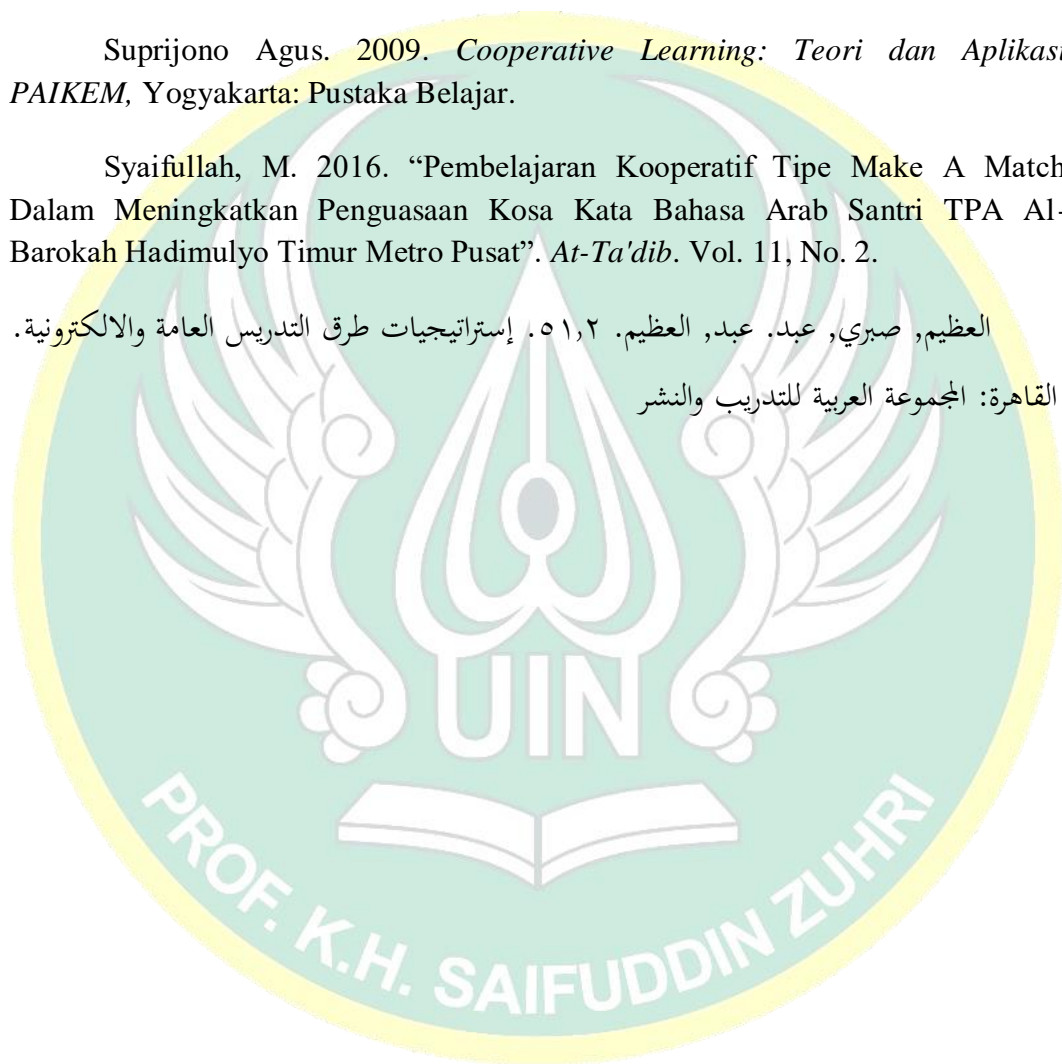 Suprijono Agus. 2009. Cooperative Learning: Teori dan Aplikasi
PAIKEM, Yogyakarta: Pustaka Belajar.
Syaifullah, M. 2016. “Pembelajaran Kooperatif Tipe Make A Match
Dalam Meningkatkan Penguasaan Kosa Kata Bahasa Arab Santri TPA Al-
Barokah Hadimulyo Timur Metro Pusat”. At-Ta'dib. Vol. 11, No. 2.
العظيم, صبري, عبد. عبد, العظيم. ٥١,٢. إستراتيجيات طرق التدريس العامة والالكترونية.
القاهرة: المجموعة العربية للتدريب والنشر
UIN
PROF. K.H. SAIFUDDIN ZUHRI